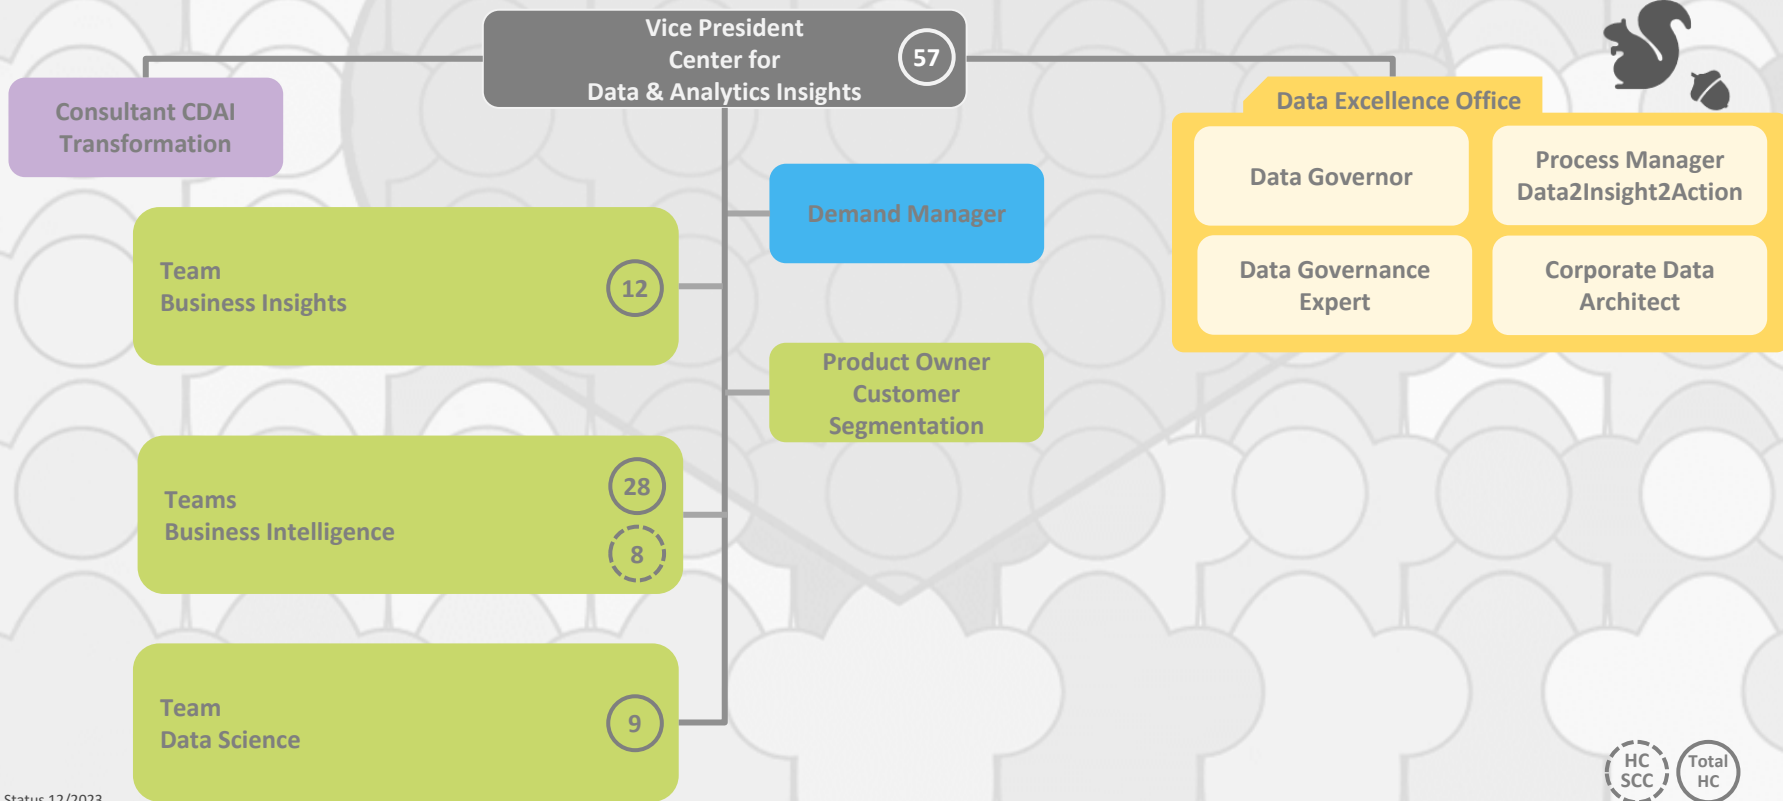 Vice President
Center for
Data & Analytics Insights
57
Consultant CDAI
Transformation
Data Excellence Office
Data Governor
Process Manager
Data2Insight2Action
Data Governance
Expert
Corporate Data
Architect
Demand Manager
Team
Business Insights
12
Product Owner
Customer
Segmentation
Teams
Business Intelligence
28
8
Team
Data Science
9
HC
SCC
Total
HC
Status 12/2023